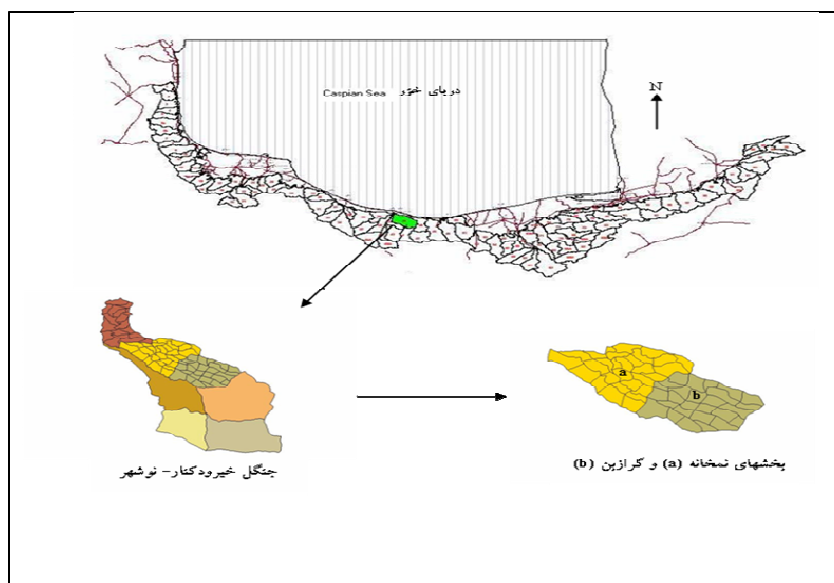 Caspian Sea دریای خزر
N
a
b
جنگل خیرودکنار- نوشهر
بخشهای نمخانه (a) و گرازبن (b)